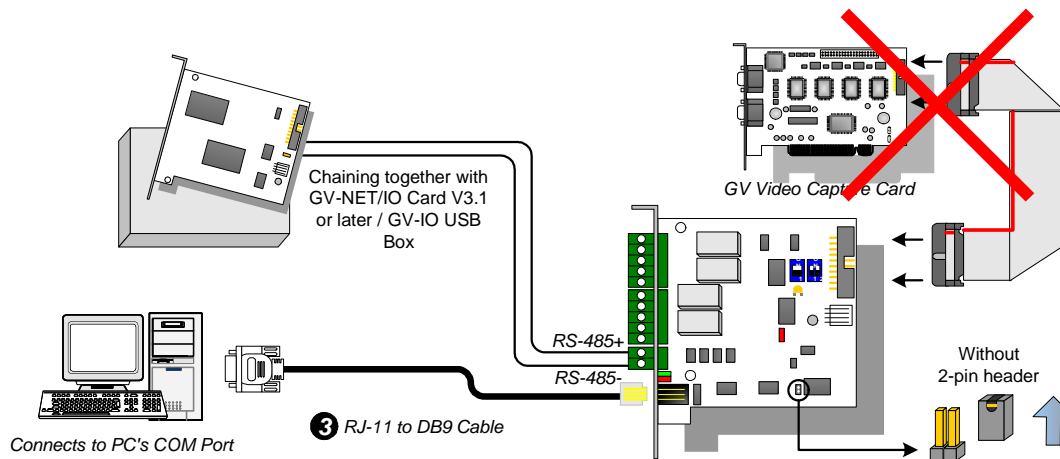 GV Video Capture Card
Chaining together with
GV-NET/IO Card V3.1
or later / GV-IO USB
Box
RS-485+
RS-485-
Without
2-pin header
3 RJ-11 to DB9 Cable
Connects to PC's COM Port